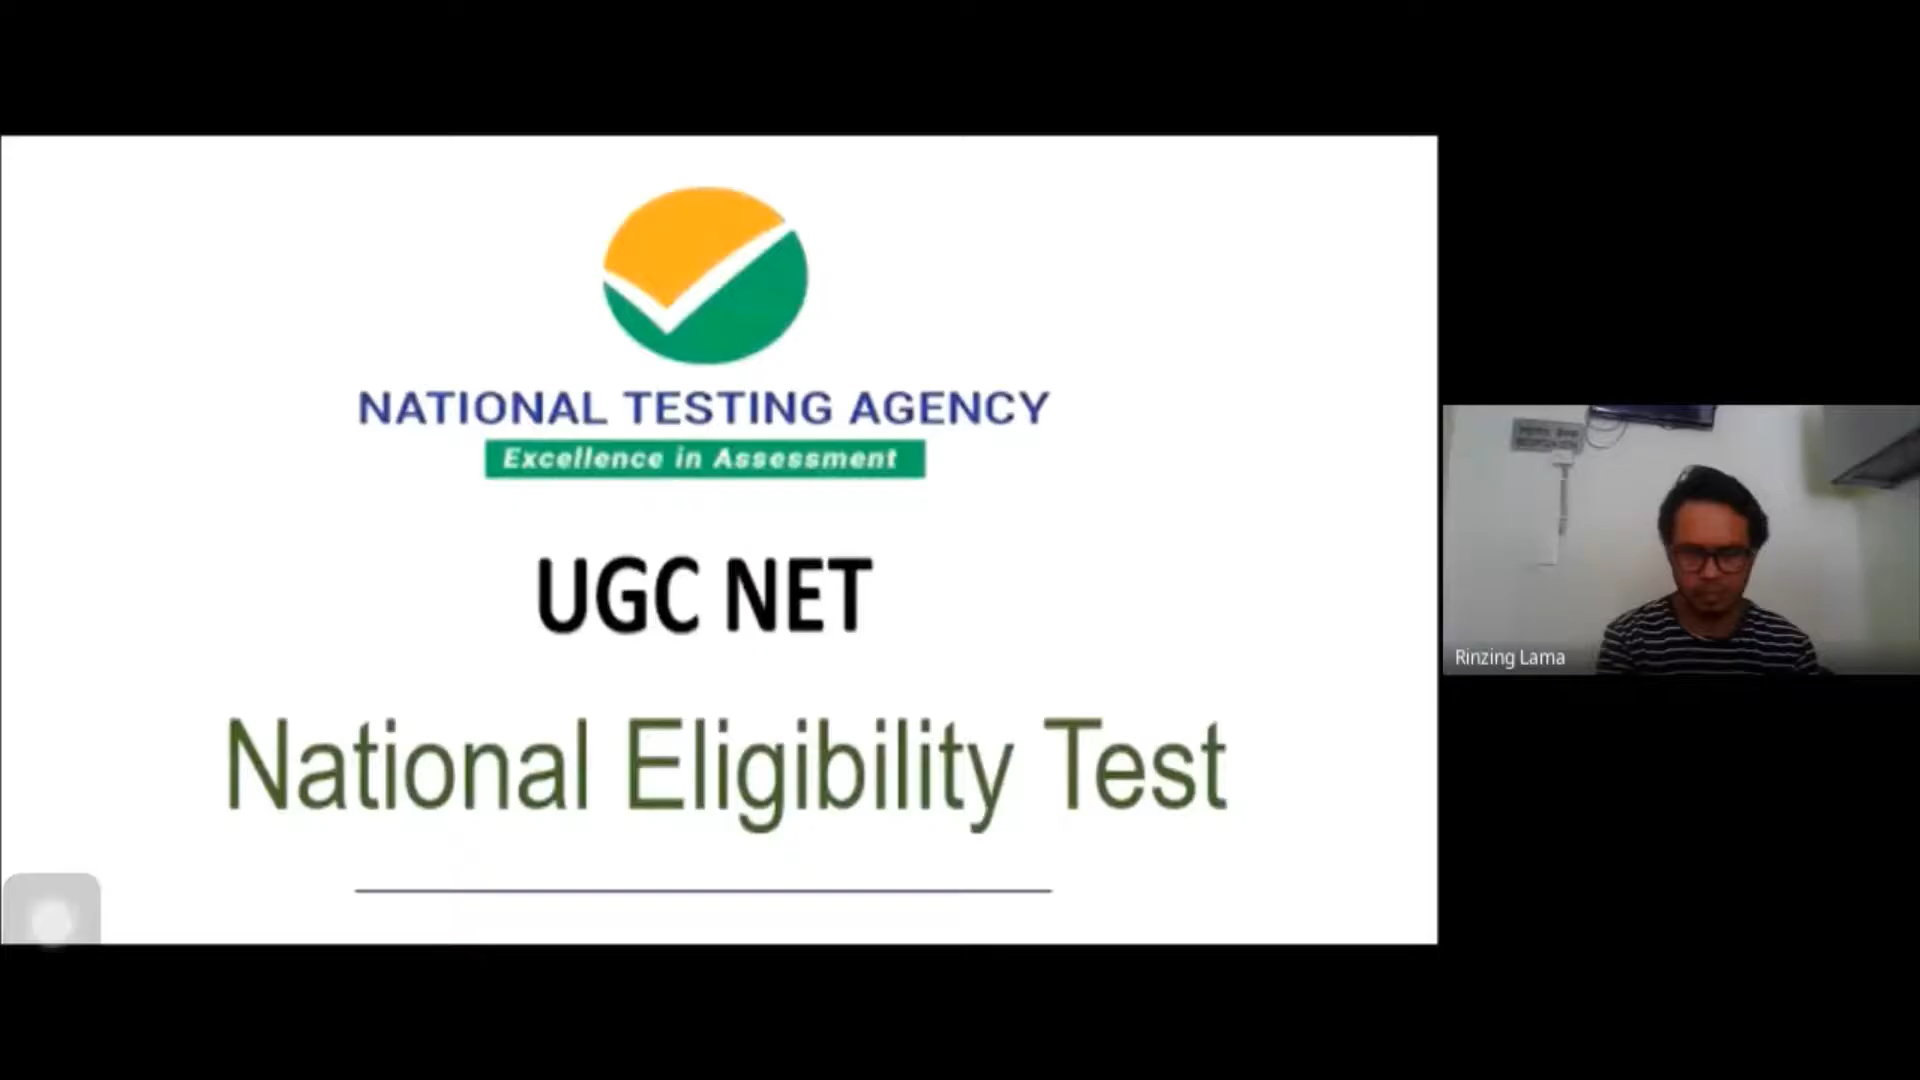 NATIONAL TESTING AGENCY
Excellence in Assessment
UGC NET
National Eligibility Test
Rinzing Lama